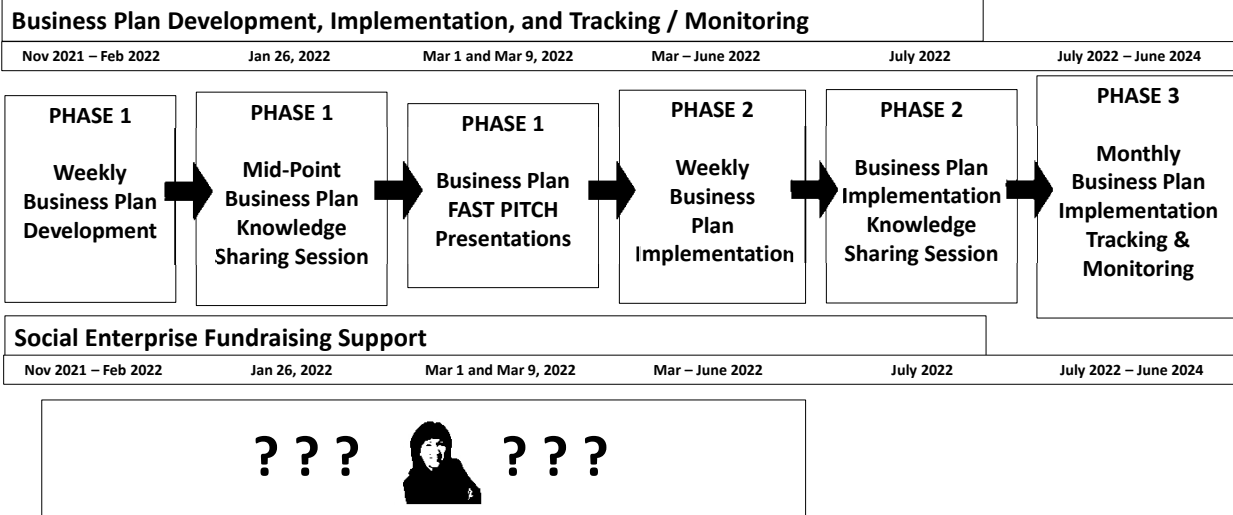 Business Plan Development, Implementation, and Tracking / Monitoring
Nov 2021 – Feb 2022
Jan 26, 2022
Mar 1 and Mar 9, 2022
Mar – June 2022
July 2022
July 2022 – June 2024
PHASE 1
Weekly
Business Plan
Development
PHASE 1
Mid-Point
Business Plan
Knowledge
Sharing Session
PHASE 1
Business Plan
FAST PITCH
Presentations
PHASE 2
Weekly
Business
Plan
Implementation
PHASE 2
Business Plan
Implementation
Knowledge
Sharing Session
PHASE 3
Monthly
Business Plan
Implementation
Tracking &
Monitoring
Social Enterprise Fundraising Support
Nov 2021 – Feb 2022
Jan 26, 2022
Mar 1 and Mar 9, 2022
Mar – June 2022
July 2022
July 2022 – June 2024
? ? ?
? ? ?